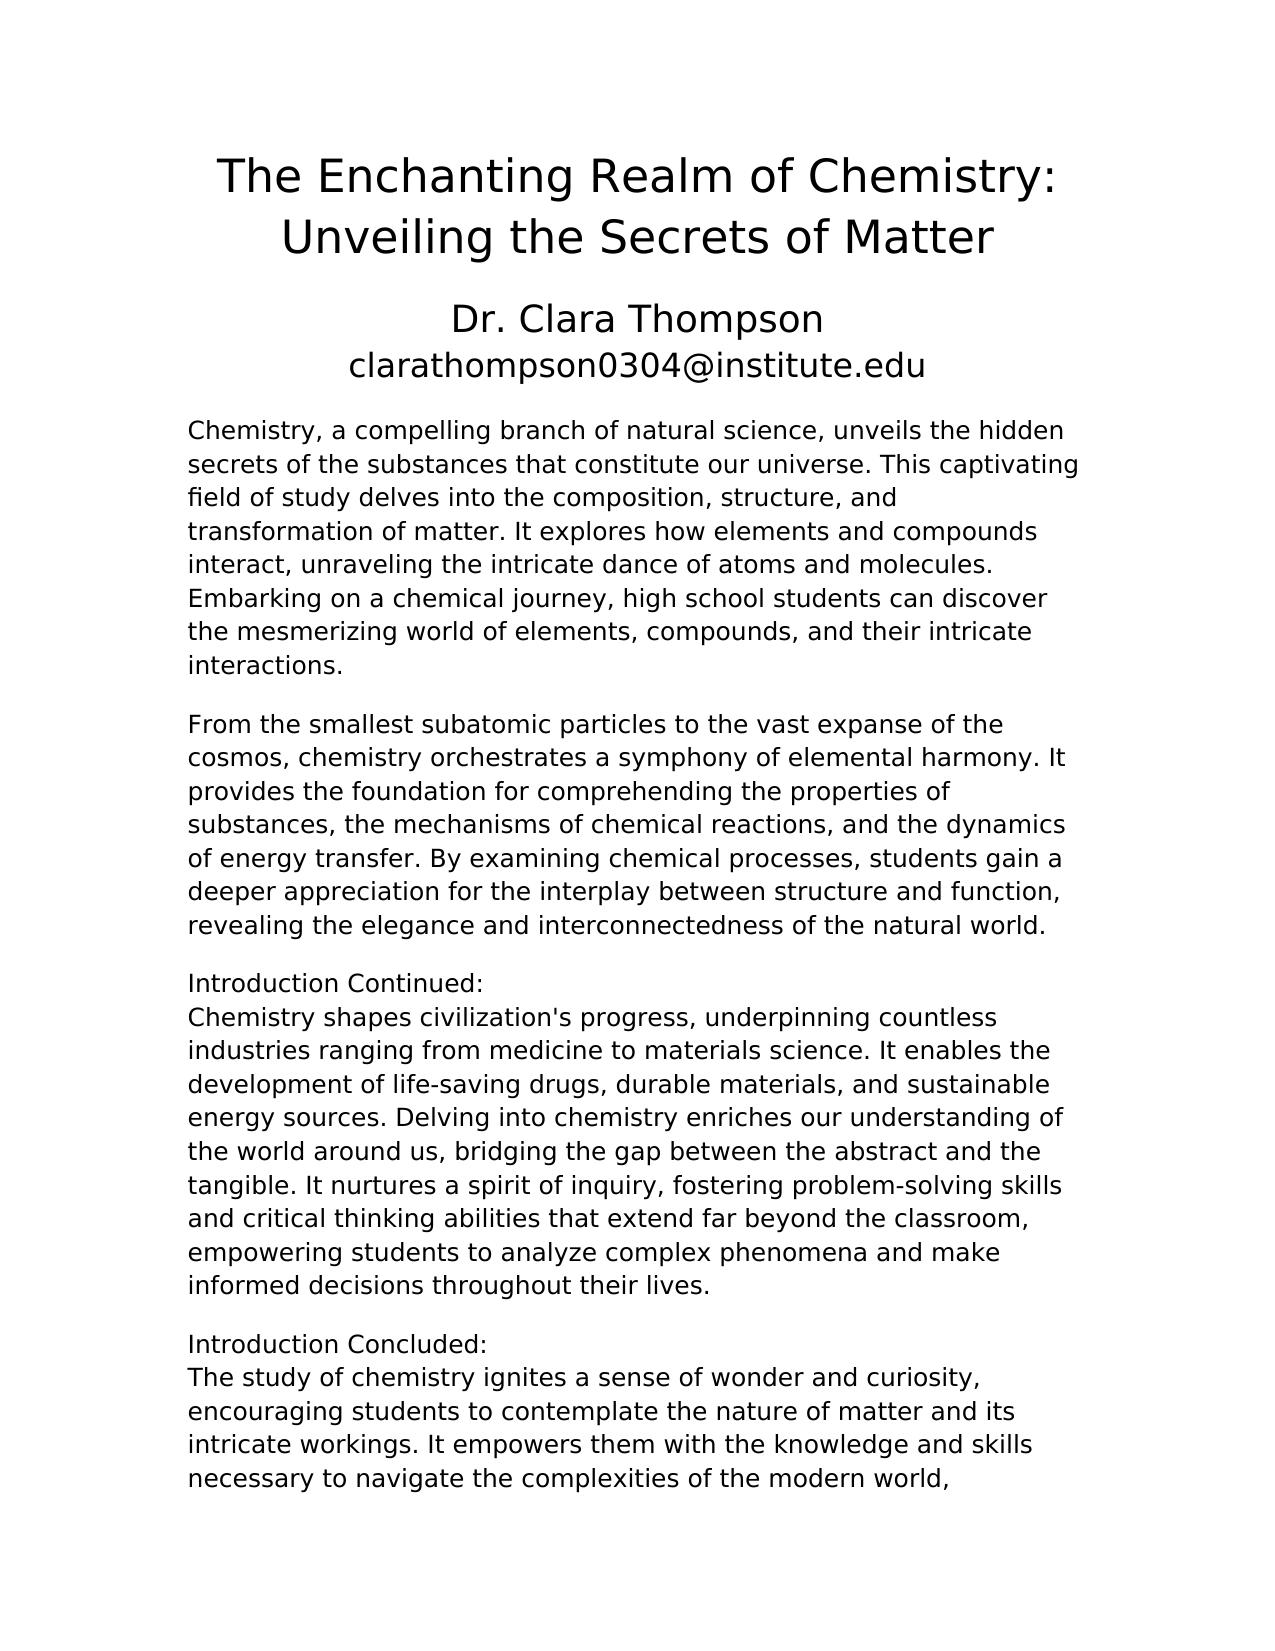 The Enchanting Realm of Chemistry:
Unveiling the Secrets of Matter
Dr. Clara Thompson
clarathompson0304@institute.edu
Chemistry, a compelling branch of natural science, unveils the hidden
secrets of the substances that constitute our universe. This captivating
field of study delves into the composition, structure, and
transformation of matter. It explores how elements and compounds
interact, unraveling the intricate dance of atoms and molecules.
Embarking on a chemical journey, high school students can discover
the mesmerizing world of elements, compounds, and their intricate
interactions.
From the smallest subatomic particles to the vast expanse of the
cosmos, chemistry orchestrates a symphony of elemental harmony. It
provides the foundation for comprehending the properties of
substances, the mechanisms of chemical reactions, and the dynamics
of energy transfer. By examining chemical processes, students gain a
deeper appreciation for the interplay between structure and function,
revealing the elegance and interconnectedness of the natural world.
Introduction Continued:
Chemistry shapes civilization's progress, underpinning countless
industries ranging from medicine to materials science. It enables the
development of life-saving drugs, durable materials, and sustainable
energy sources. Delving into chemistry enriches our understanding of
the world around us, bridging the gap between the abstract and the
tangible. It nurtures a spirit of inquiry, fostering problem-solving skills
and critical thinking abilities that extend far beyond the classroom,
empowering students to analyze complex phenomena and make
informed decisions throughout their lives.
Introduction Concluded:
The study of chemistry ignites a sense of wonder and curiosity,
encouraging students to contemplate the nature of matter and its
intricate workings. It empowers them with the knowledge and skills
necessary to navigate the complexities of the modern world,